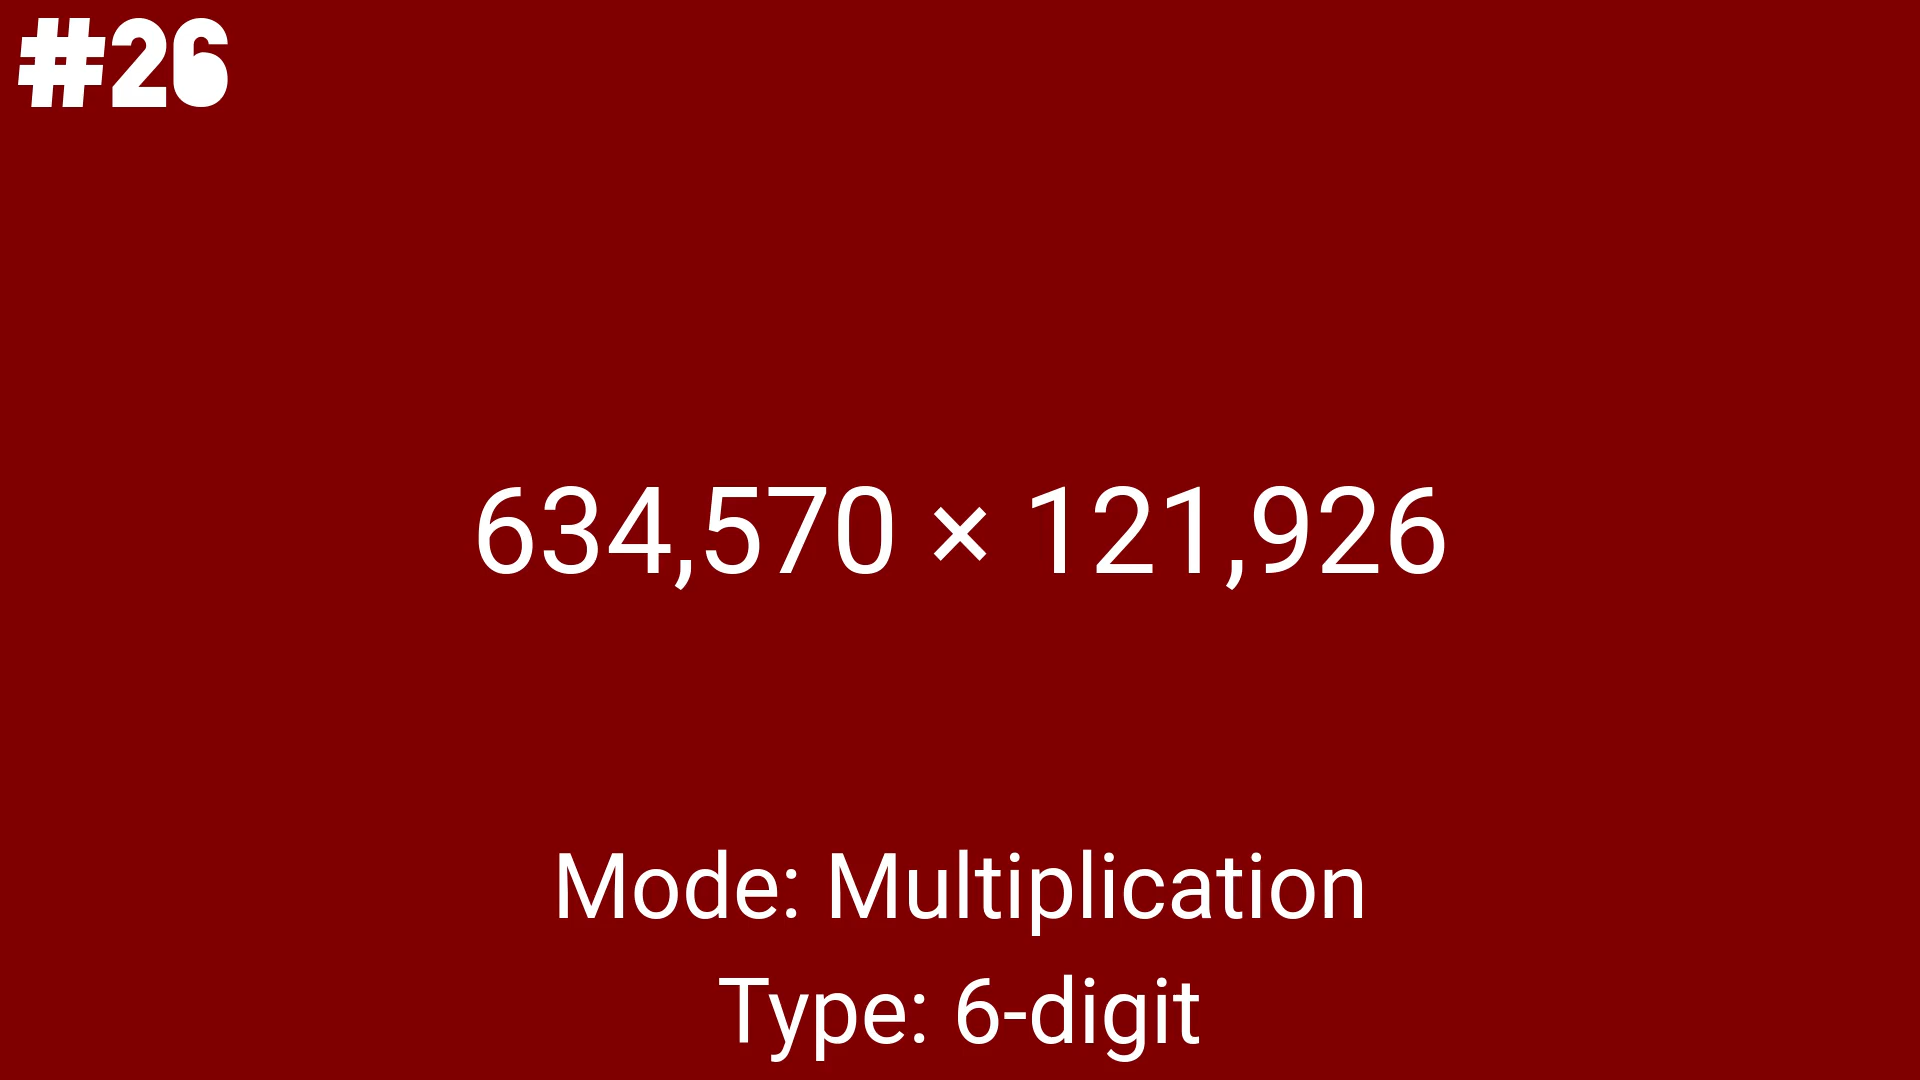 #26
634,570 × 121,926
Mode: Multiplication
Type: 6-digit